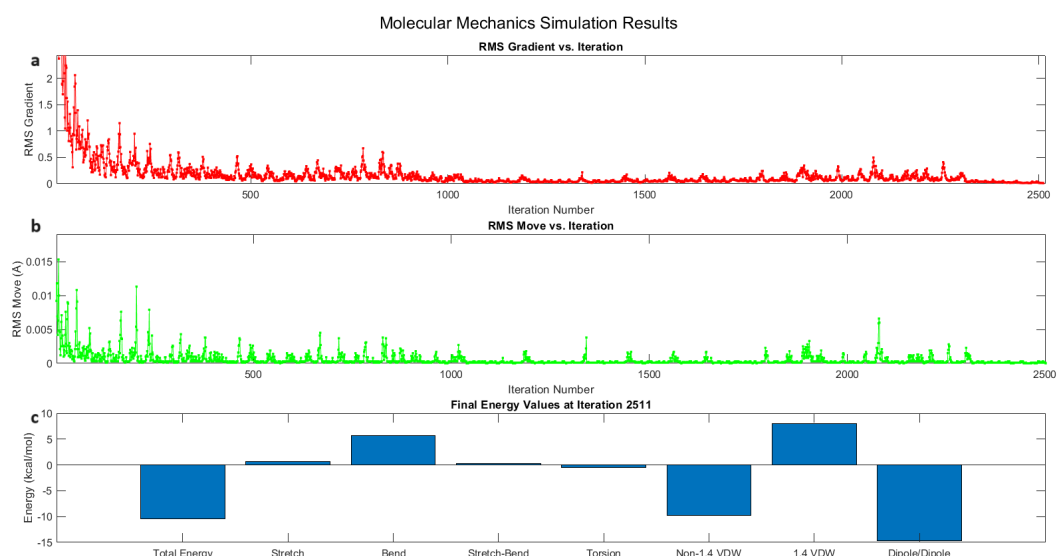 Molecular Mechanics Simulation Results
a
RMS Gradient vs. Iteration
RMS Gradient
2
1.5
1
0.5
0
500
1000
1500
2000
2500
Iteration Number
b
RMS Move vs. Iteration
RMS Move (A)
0.015
0.01
0.005
0
500
1000
1500
2000
2500
Iteration Number
c
Final Energy Values at Iteration 2511
Energy (kcal/mol)
10
5
0
-5
-10
-15
Total Energy
Stretch
Bend
Stretch-Bend
Torsion
Non-1,4 VDW
1,4 VDW
Dipole/Dipole